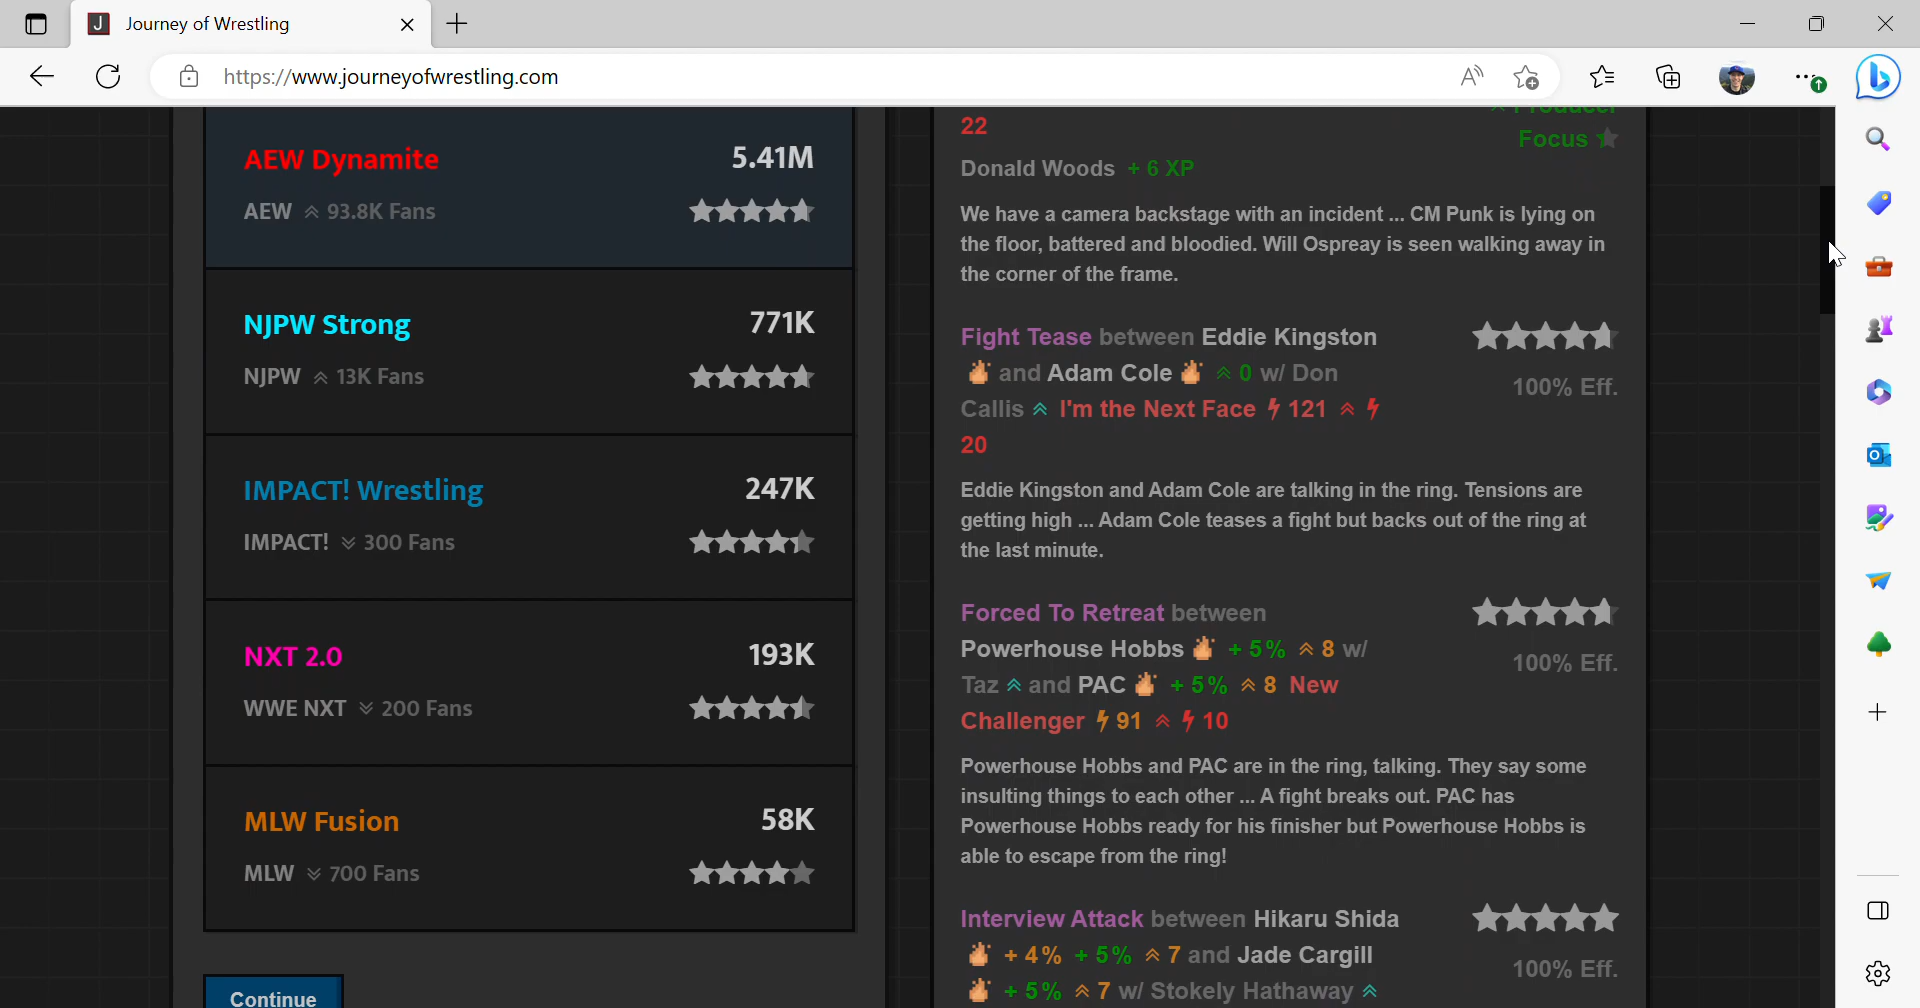 Journey of Wrestling
https://www.journeyofwrestling.com
AEW Dynamite 5.41M
AEW 93.8K Fans
NJPW Strong 771K
NJPW 13K Fans
IMPACT! Wrestling 247K
IMPACT! 300 Fans
NXT 2.0 193K
WWE NXT 200 Fans
MLW Fusion 58K
MLW 700 Fans
Continue
Producer
22
Focus
Donald Woods + 6 XP
We have a camera backstage with an incident ... CM Punk is lying on
the floor, battered and bloodied. Will Ospreay is seen walking away in
the corner of the frame.
Fight Tease between Eddie Kingston
and Adam Cole 0 w/ Don
100% Eff.
Callis I'm the Next Face 121
20
Eddie Kingston and Adam Cole are talking in the ring. Tensions are
getting high ... Adam Cole teases a fight but backs out of the ring at
the last minute.
Forced To Retreat between
Powerhouse Hobbs + 5% 8 w/
100% Eff.
Taz and PAC + 5% 8 New
Challenger 91 10
Powerhouse Hobbs and PAC are in the ring, talking. They say some
insulting things to each other ... A fight breaks out. PAC has
Powerhouse Hobbs ready for his finisher but Powerhouse Hobbs is
able to escape from the ring!
Interview Attack between Hikaru Shida
+ 4% + 5% 7 and Jade Cargill
100% Eff.
+ 5% 7 w/ Stokely Hathaway